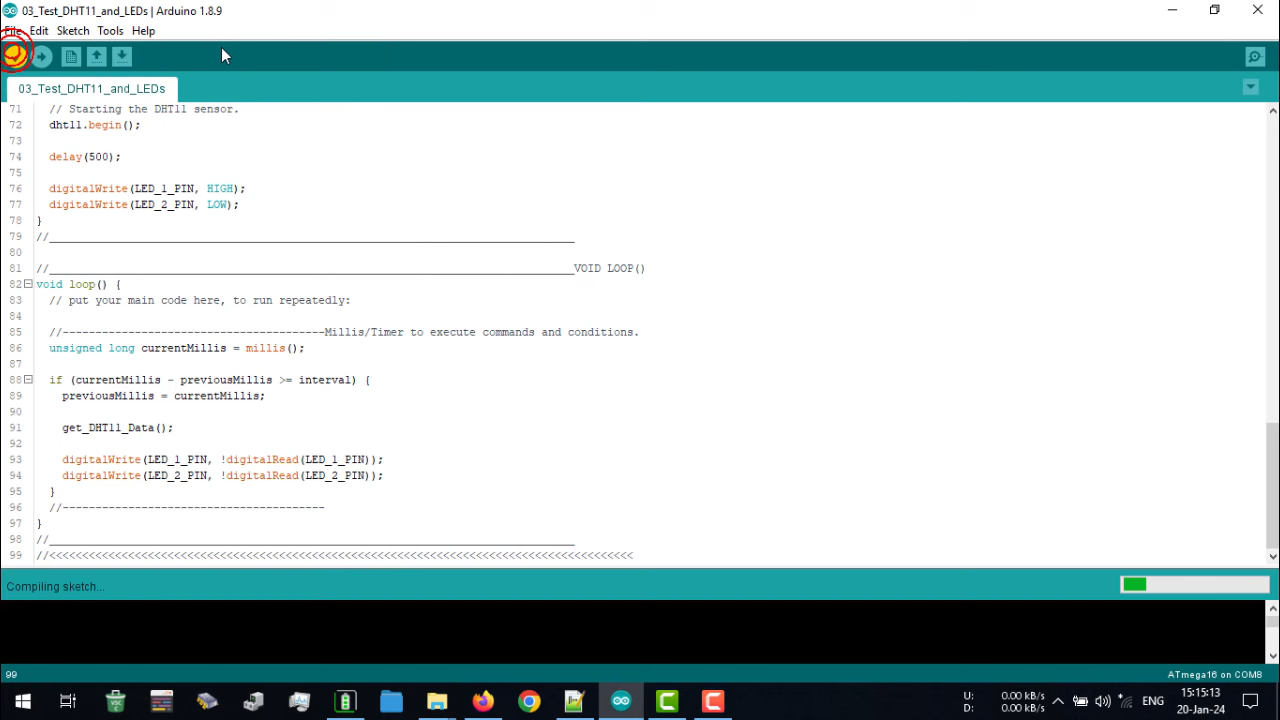 03_Test_DHT11_and_LEDs | Arduino 1.8.9
File Edit Sketch Tools Help
03_Test_DHT11_and_LEDs
71 // Starting the DHT11 sensor.
72 dht11.begin();
73
74 delay(500);
75
76 digitalWrite(LED_1_PIN, HIGH);
77 digitalWrite(LED_2_PIN, LOW);
78 }
79 //________________________________________________________________________________
80
81 //________________________________________________________________________________VOID LOOP()
82 void loop() {
83 // put your main code here, to run repeatedly:
84
85 //----------------------------------------Millis/Timer to execute commands and conditions.
86 unsigned long currentMillis = millis();
87
88 if (currentMillis - previousMillis >= interval) {
89 previousMillis = currentMillis;
90
91 get_DHT11_Data();
92
93 digitalWrite(LED_1_PIN, !digitalRead(LED_1_PIN));
94 digitalWrite(LED_2_PIN, !digitalRead(LED_2_PIN));
95 }
96 //----------------------------------------
97 }
98 //________________________________________________________________________________
99 //<<<<<<<<<<<<<<<<<<<<<<<<<<<<<<<<<<<<<<<<<<<<<<<<<<<<<<<<<<<<<<<<<<<<<<<<<<<<<<<<<<<<<<<<<
Compiling sketch...
99 ATmega16 on COM8
U: 0.00 kB/s
D: 0.00 kB/s
ENG
15:15:13
20-Jan-24